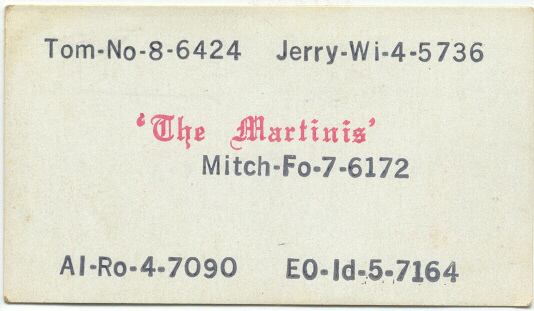 Tom-No-8-6424 Jerry-Wi-4-5736
'The Martinis'
Mitch-Fo-7-6172
Al-Ro-4-7090 EO-Id-5-7164